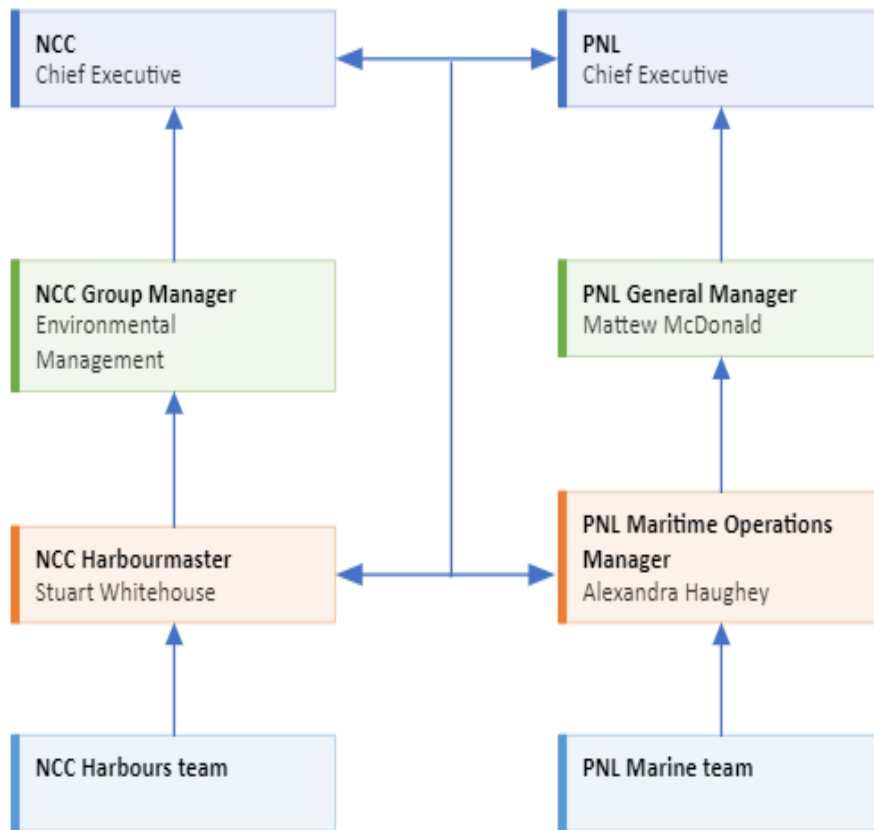 NCC
Chief Executive
PNL
Chief Executive
NCC Group Manager
Environmental
Management
PNL General Manager
Mattew McDonald
NCC Harbourmaster
Stuart Whitehouse
PNL Maritime Operations
Manager
Alexandra Haughey
NCC Harbours team
PNL Marine team